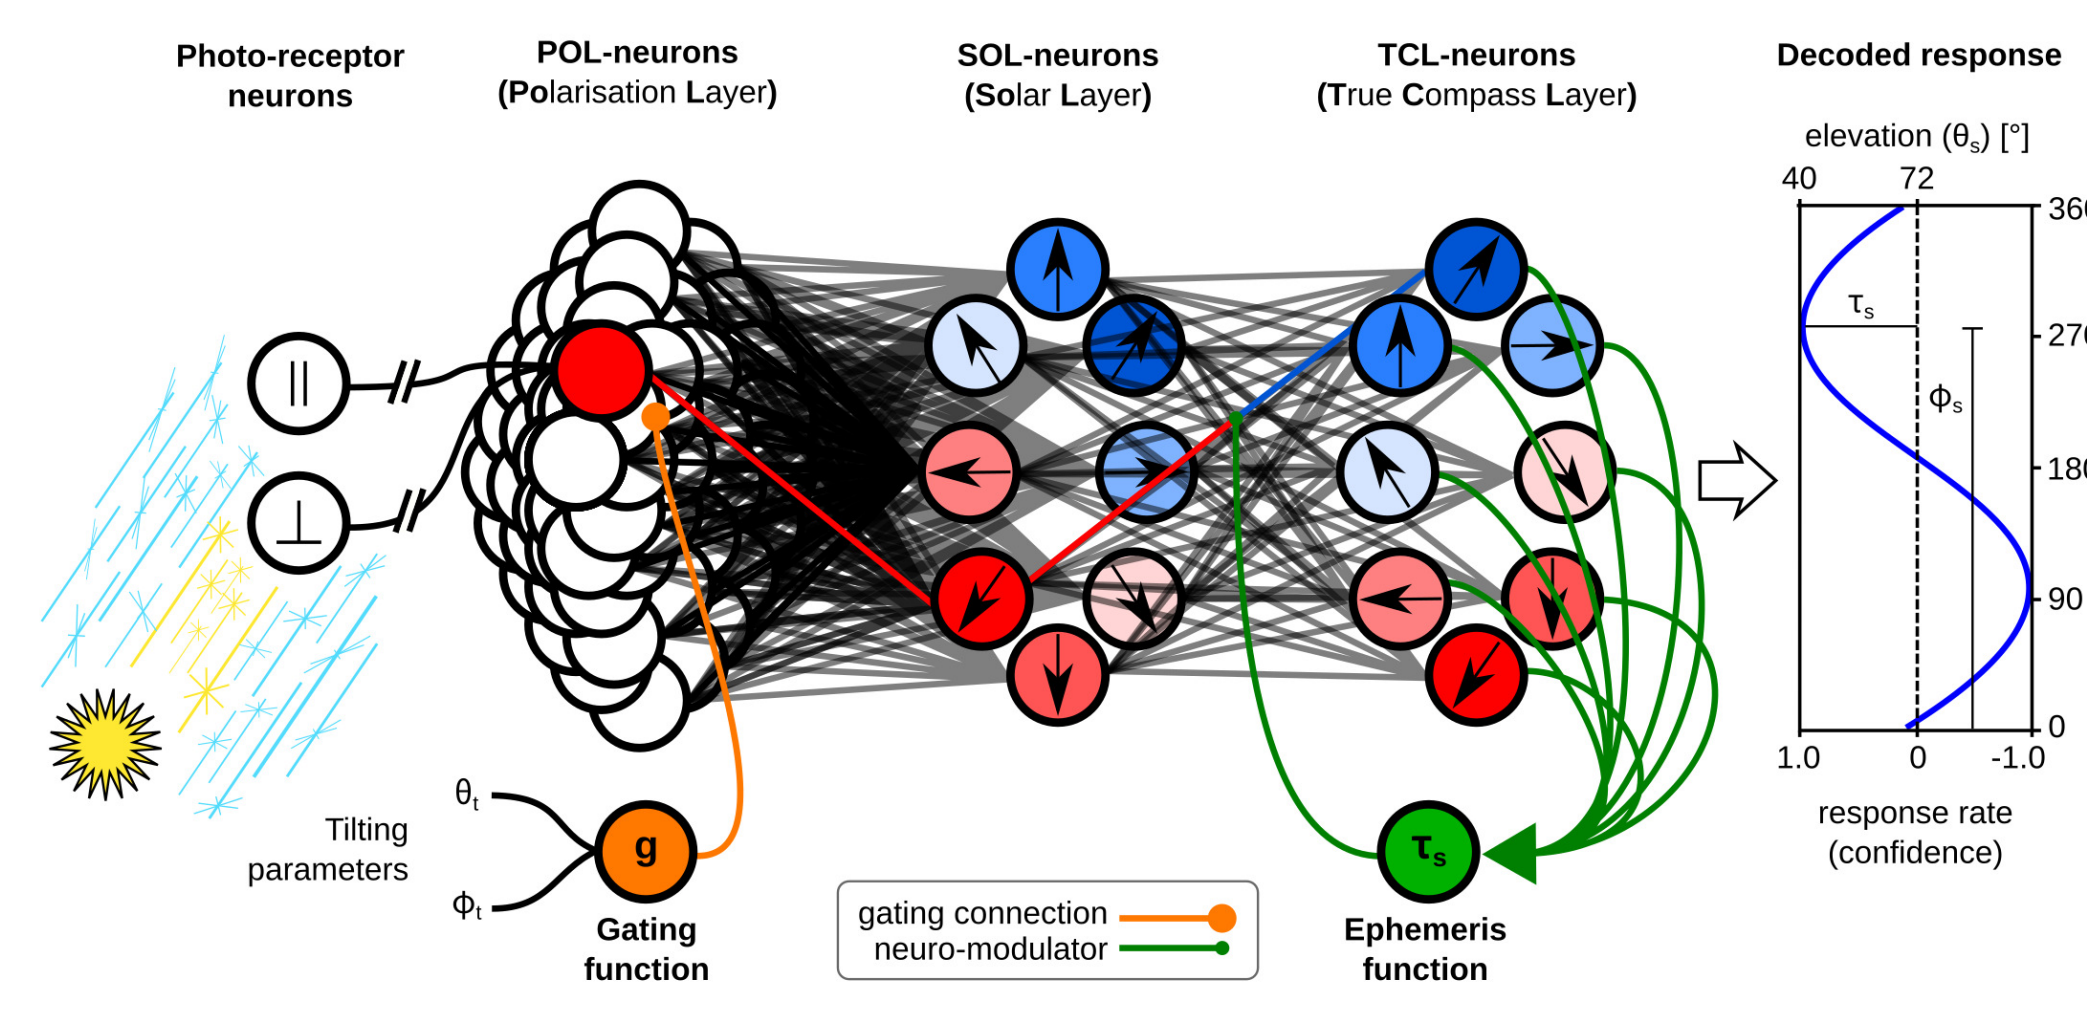 Photo-receptor
neurons
POL-neurons
(Polarisation Layer)
SOL-neurons
(Solar Layer)
TCL-neurons
(True Compass Layer)
Decoded response
elevation (θs) [°]
40 72
τs
ϕs
360
270
180
90
0
1.0 0 -1.0
response rate
(confidence)
||
⊥
θt
Tilting
parameters
ϕt
g
Gating
function
gating connection
neuro-modulator
τs
Ephemeris
function